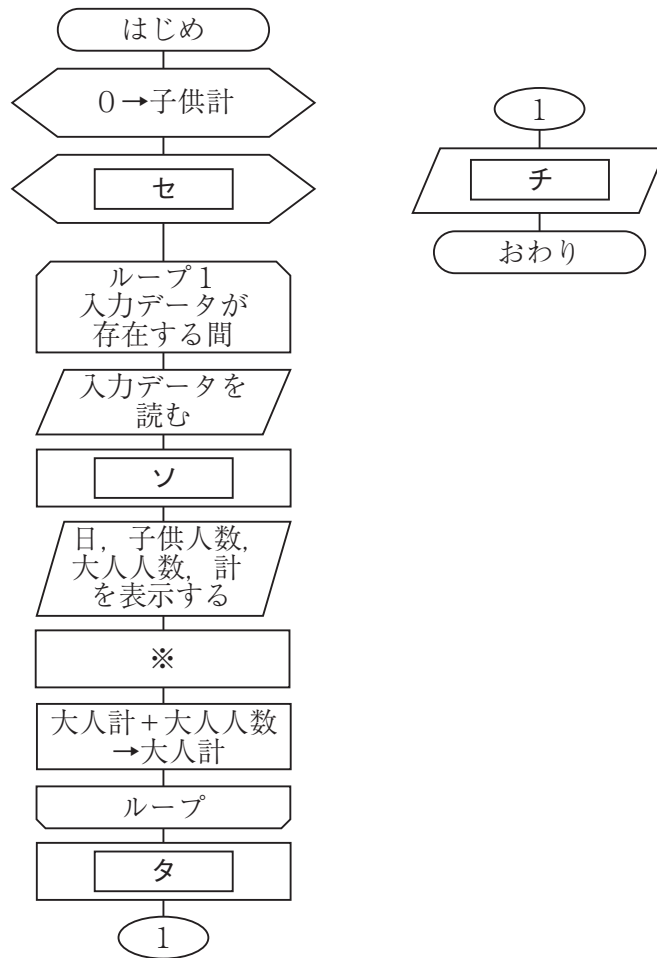 はじめ
0→子供計
セ
ループ1
入力データが
存在する間
入力データを
読む
ソ
日，子供人数，
大人人数，計
を表示する
※
大人計＋大人人数
→大人計
ループ
タ
1
1
チ
おわり